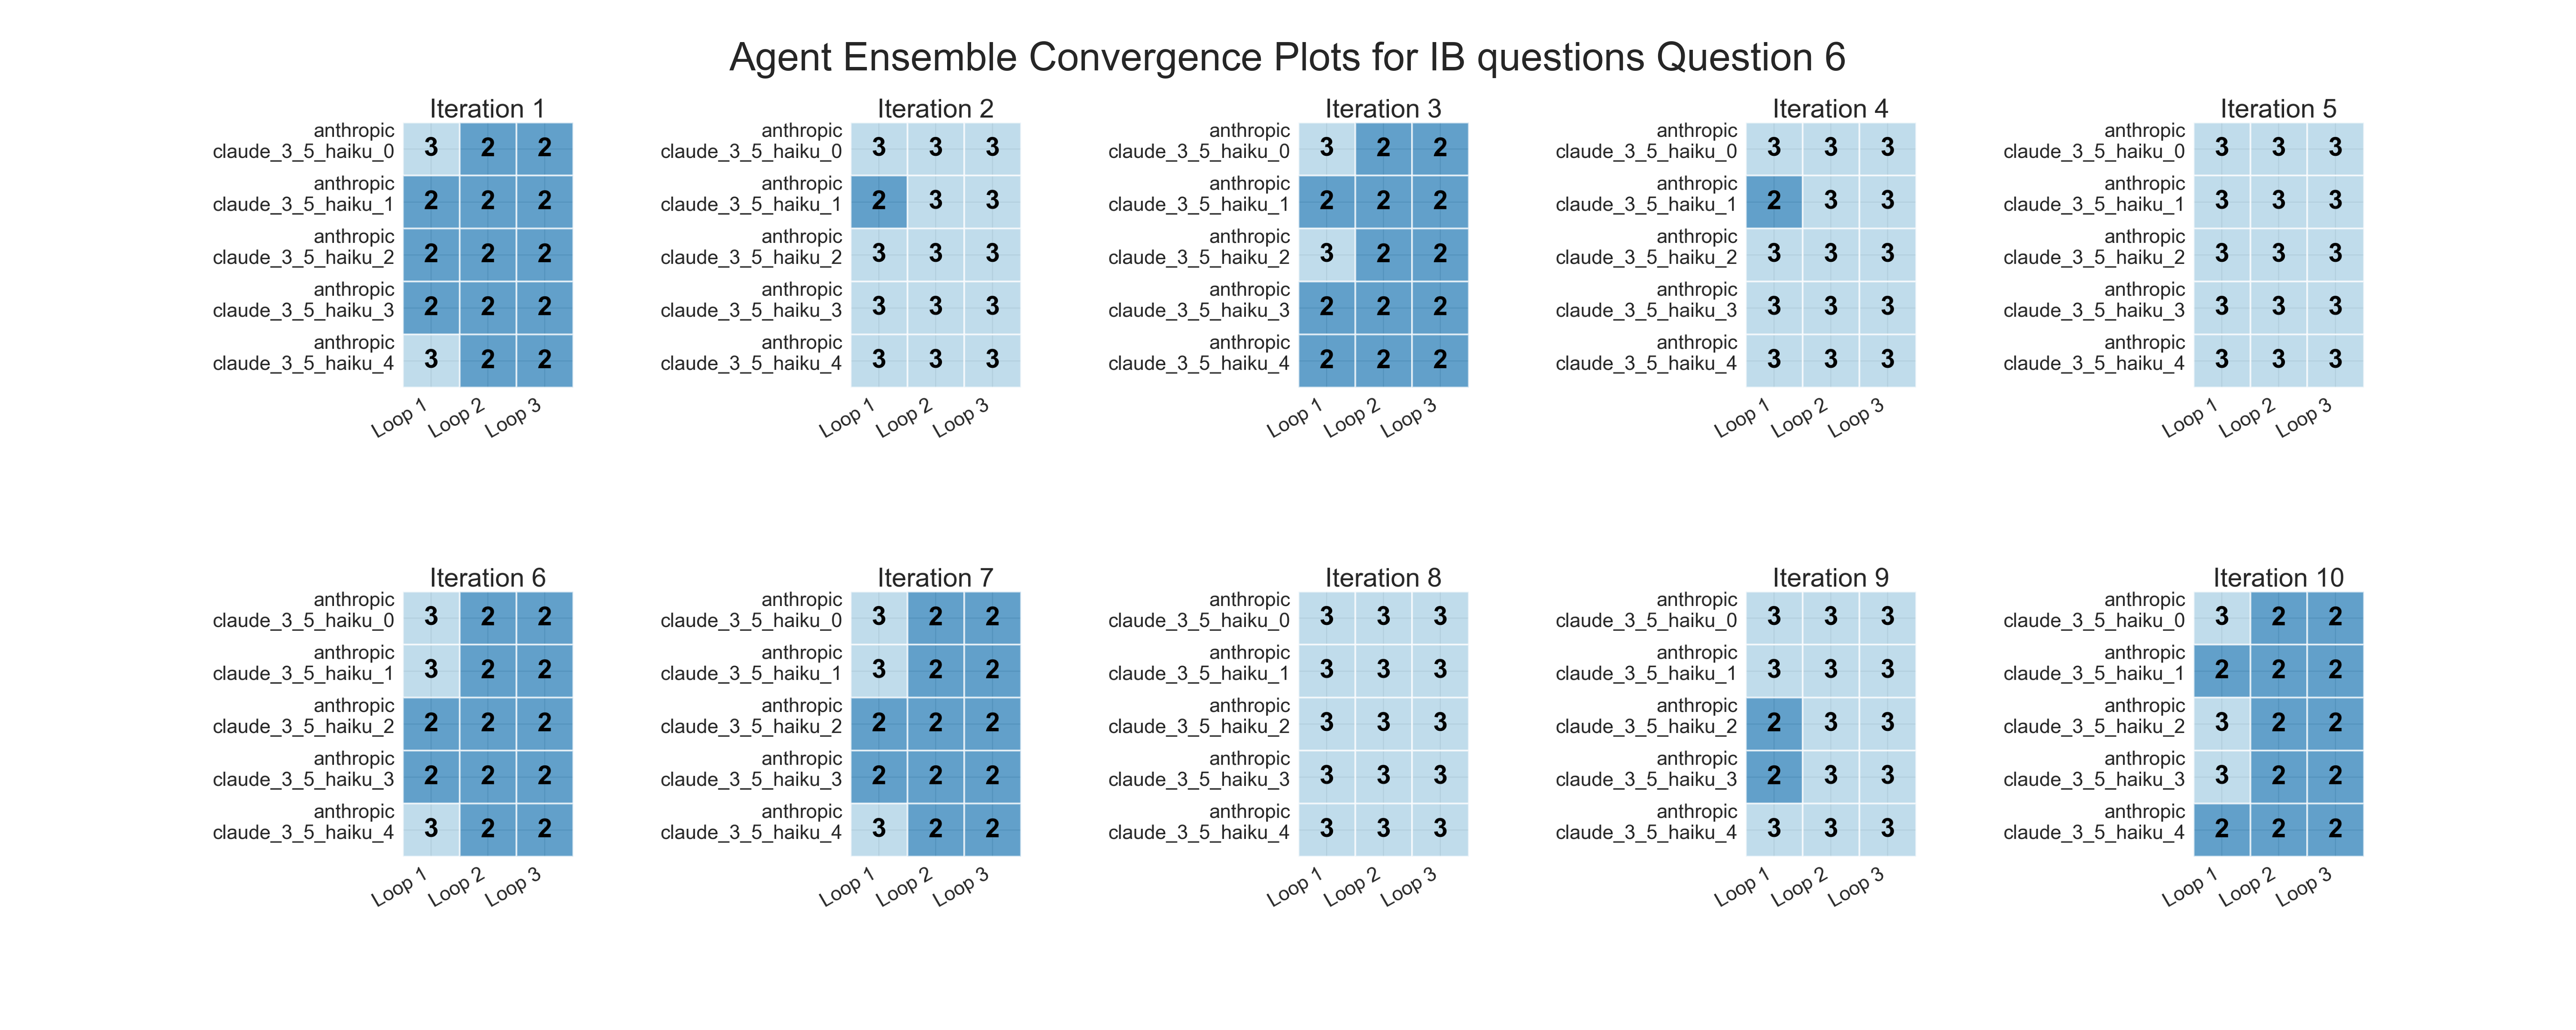 Agent Ensemble Convergence Plots for IB questions Question 6
Iteration 1
anthropic
claude_3_5_haiku_0
3 2 2
anthropic
claude_3_5_haiku_1
2 2 2
anthropic
claude_3_5_haiku_2
2 2 2
anthropic
claude_3_5_haiku_3
2 2 2
anthropic
claude_3_5_haiku_4
3 2 2
Loop 1 Loop 2 Loop 3
Iteration 2
anthropic
claude_3_5_haiku_0
3 3 3
anthropic
claude_3_5_haiku_1
2 3 3
anthropic
claude_3_5_haiku_2
3 3 3
anthropic
claude_3_5_haiku_3
3 3 3
anthropic
claude_3_5_haiku_4
3 3 3
Loop 1 Loop 2 Loop 3
Iteration 3
anthropic
claude_3_5_haiku_0
3 2 2
anthropic
claude_3_5_haiku_1
2 2 2
anthropic
claude_3_5_haiku_2
3 2 2
anthropic
claude_3_5_haiku_3
2 2 2
anthropic
claude_3_5_haiku_4
2 2 2
Loop 1 Loop 2 Loop 3
Iteration 4
anthropic
claude_3_5_haiku_0
3 3 3
anthropic
claude_3_5_haiku_1
2 3 3
anthropic
claude_3_5_haiku_2
3 3 3
anthropic
claude_3_5_haiku_3
3 3 3
anthropic
claude_3_5_haiku_4
3 3 3
Loop 1 Loop 2 Loop 3
Iteration 5
anthropic
claude_3_5_haiku_0
3 3 3
anthropic
claude_3_5_haiku_1
3 3 3
anthropic
claude_3_5_haiku_2
3 3 3
anthropic
claude_3_5_haiku_3
3 3 3
anthropic
claude_3_5_haiku_4
3 3 3
Loop 1 Loop 2 Loop 3
Iteration 6
anthropic
claude_3_5_haiku_0
3 2 2
anthropic
claude_3_5_haiku_1
3 2 2
anthropic
claude_3_5_haiku_2
2 2 2
anthropic
claude_3_5_haiku_3
2 2 2
anthropic
claude_3_5_haiku_4
3 2 2
Loop 1 Loop 2 Loop 3
Iteration 7
anthropic
claude_3_5_haiku_0
3 2 2
anthropic
claude_3_5_haiku_1
3 2 2
anthropic
claude_3_5_haiku_2
2 2 2
anthropic
claude_3_5_haiku_3
2 2 2
anthropic
claude_3_5_haiku_4
3 2 2
Loop 1 Loop 2 Loop 3
Iteration 8
anthropic
claude_3_5_haiku_0
3 3 3
anthropic
claude_3_5_haiku_1
3 3 3
anthropic
claude_3_5_haiku_2
3 3 3
anthropic
claude_3_5_haiku_3
3 3 3
anthropic
claude_3_5_haiku_4
3 3 3
Loop 1 Loop 2 Loop 3
Iteration 9
anthropic
claude_3_5_haiku_0
3 3 3
anthropic
claude_3_5_haiku_1
3 3 3
anthropic
claude_3_5_haiku_2
2 3 3
anthropic
claude_3_5_haiku_3
2 3 3
anthropic
claude_3_5_haiku_4
3 3 3
Loop 1 Loop 2 Loop 3
Iteration 10
anthropic
claude_3_5_haiku_0
3 2 2
anthropic
claude_3_5_haiku_1
2 2 2
anthropic
claude_3_5_haiku_2
3 2 2
anthropic
claude_3_5_haiku_3
3 2 2
anthropic
claude_3_5_haiku_4
2 2 2
Loop 1 Loop 2 Loop 3